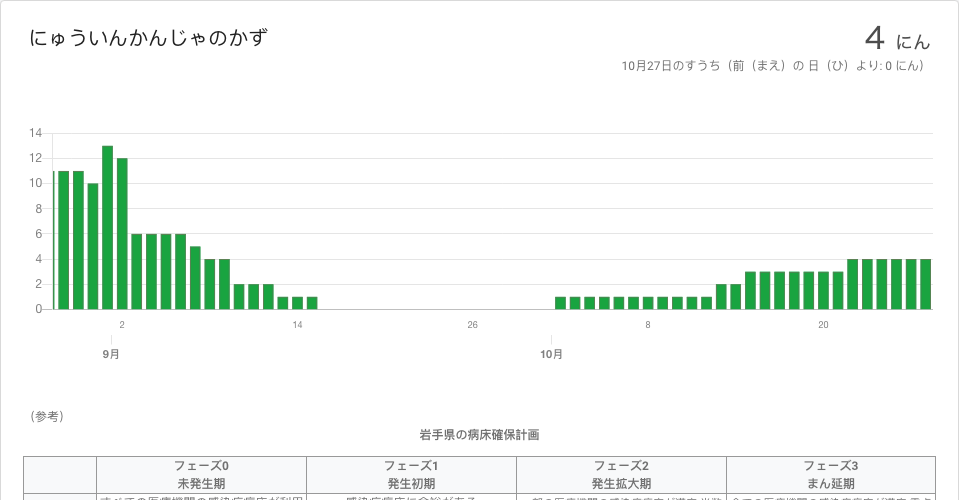 にゅういんかんじゃのかず
4 にん
10月27日のすうち（前（まえ）の 日（ひ）より: 0 にん）
14
12
10
8
6
4
2
0
2 14 26 8 20
9月 10月
（参考）
岩手県の病床確保計画
フェーズ0 フェーズ1 フェーズ2 フェーズ3
未発生期 発生初期 発生拡大期 まん延期